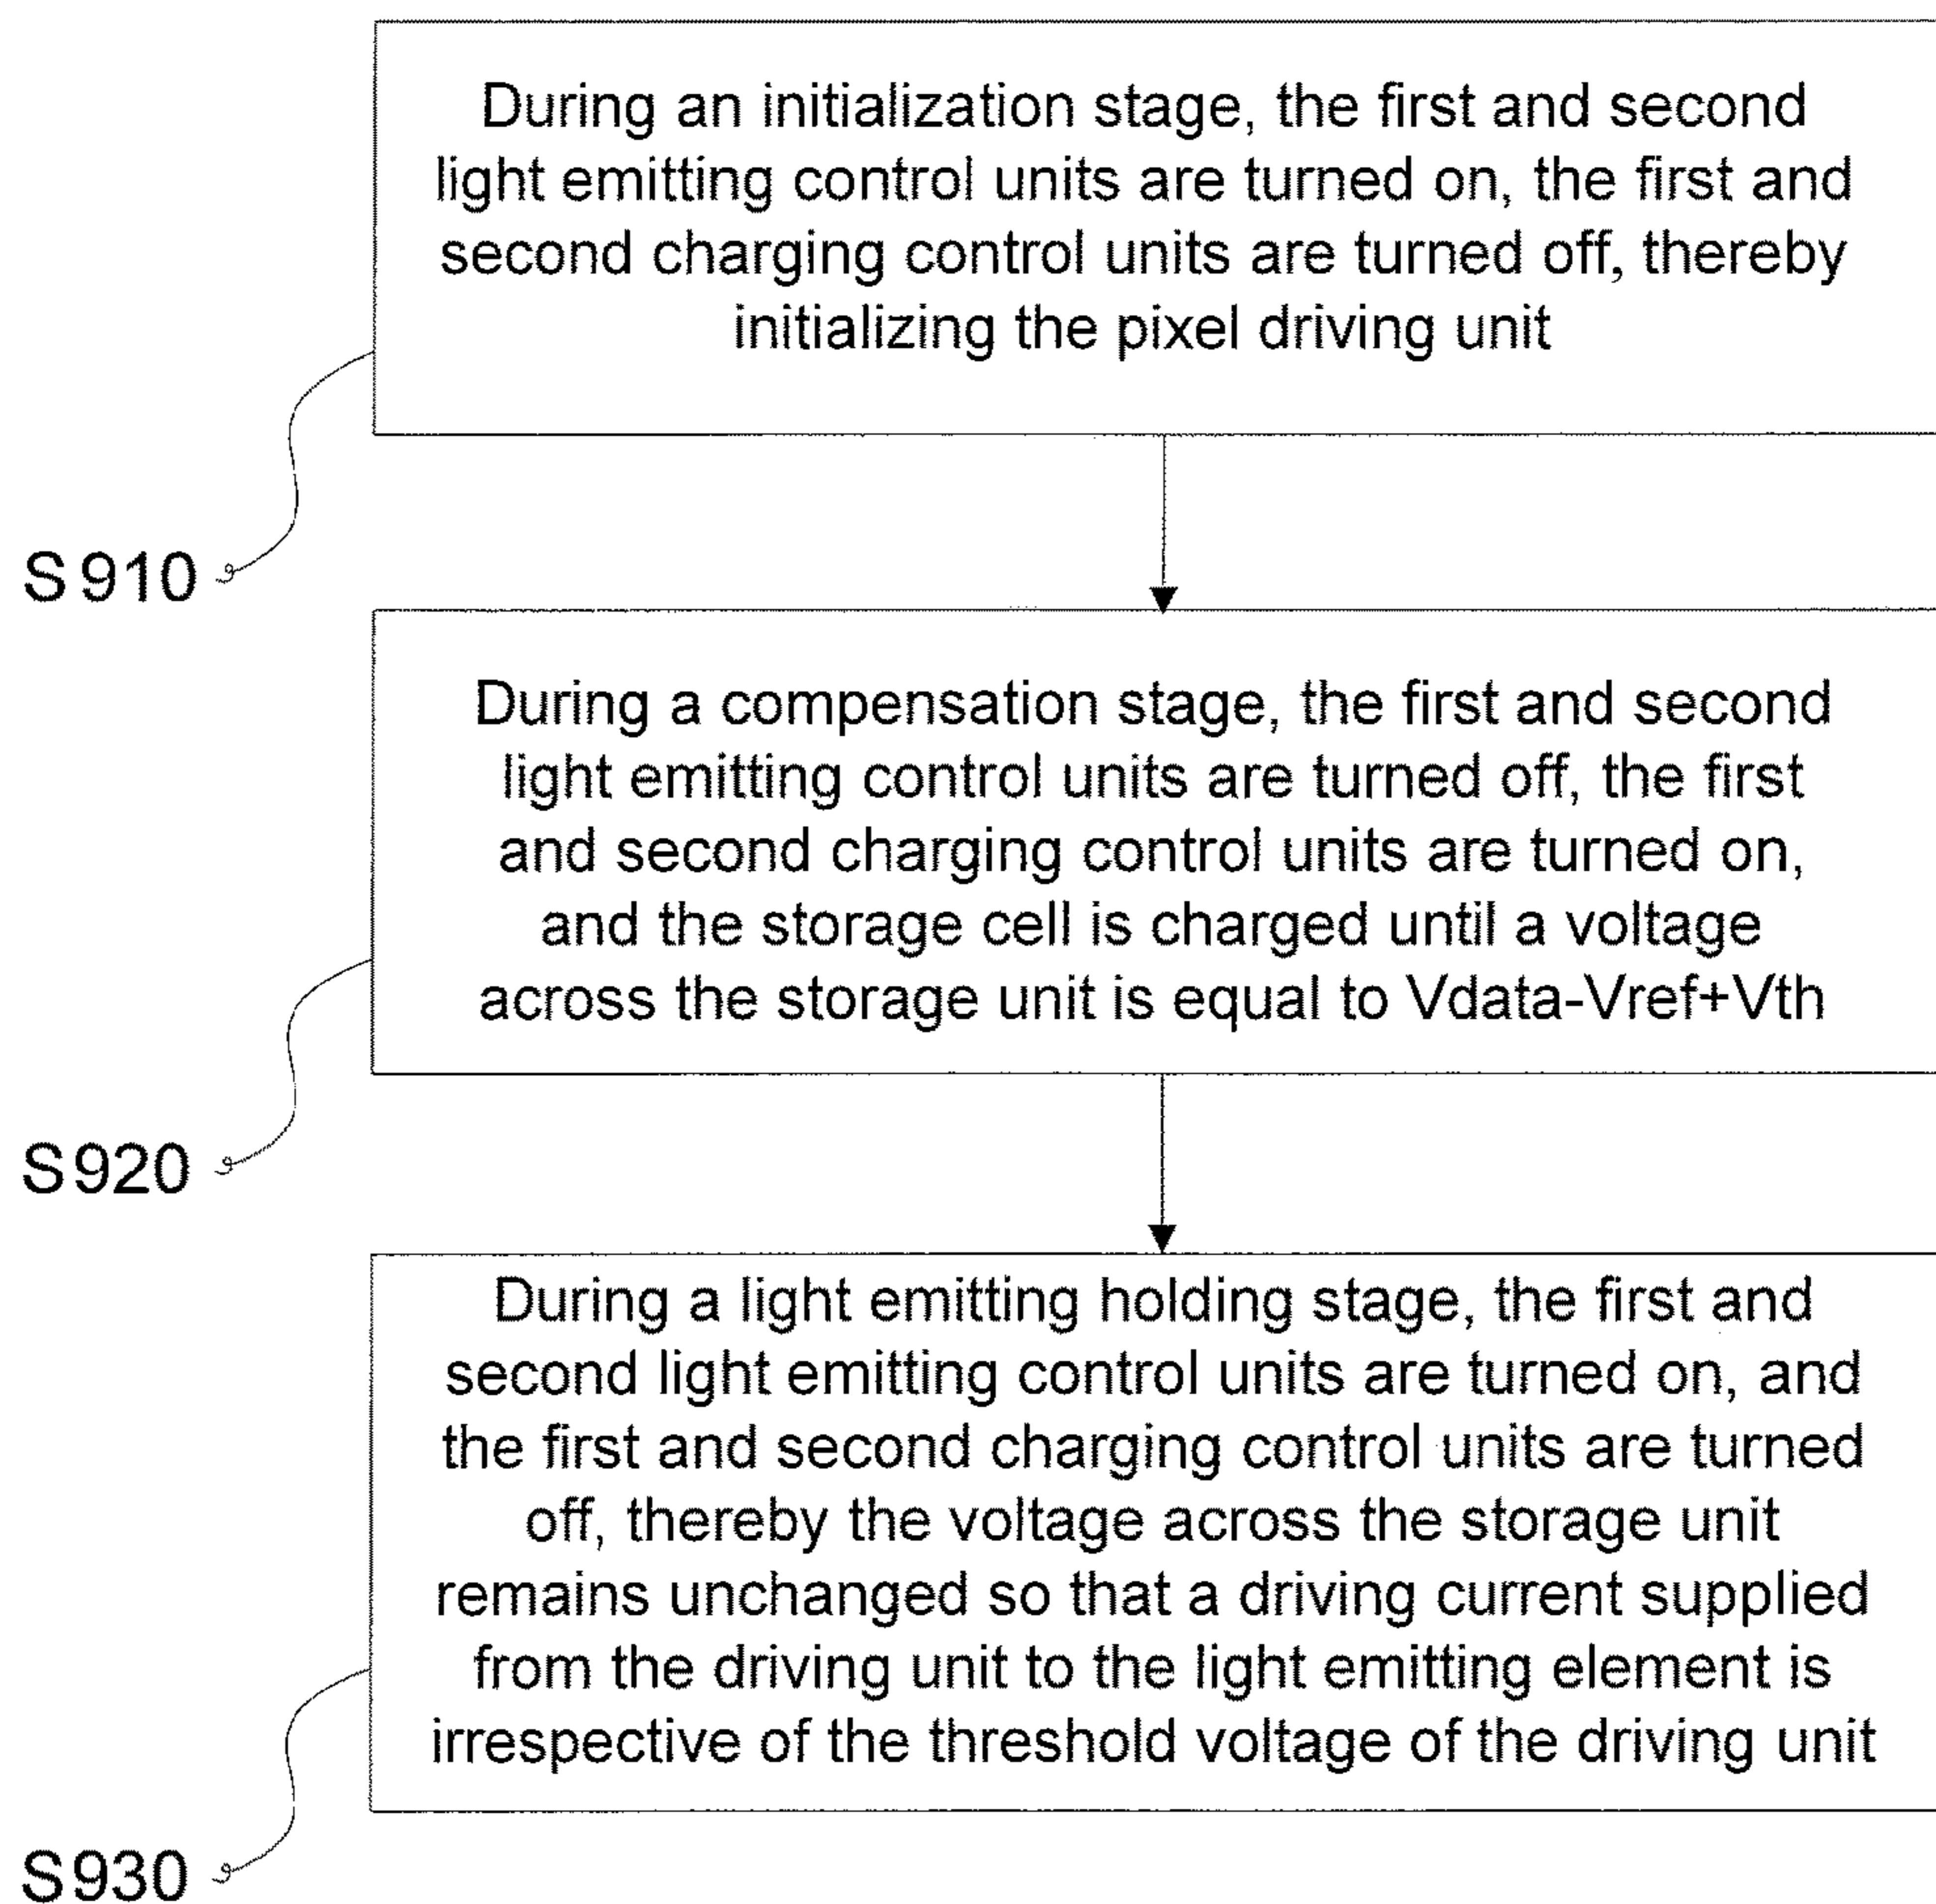 During an initialization stage, the first and second
light emitting control units are turned on, the first and
second charging control units are turned off, thereby
initializing the pixel driving unit
S910
During a compensation stage, the first and second
light emitting control units are turned off, the first
and second charging control units are turned on,
and the storage cell is charged until a voltage
across the storage unit is equal to Vdata-Vref+Vth
S920
During a light emitting holding stage, the first and
second light emitting control units are turned on, and
the first and second charging control units are turned
off, thereby the voltage across the storage unit
remains unchanged so that a driving current supplied
from the driving unit to the light emitting element is
irrespective of the threshold voltage of the driving unit
S930